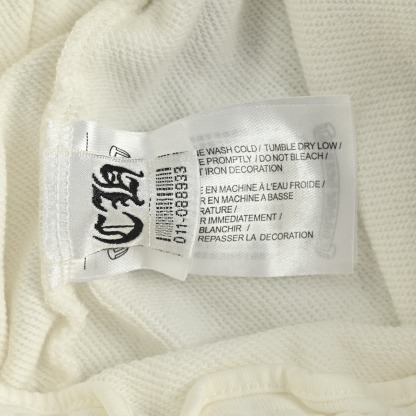 CH
011-088933
E WASH COLD / TUMBLE DRY LOW /
E PROMPTLY / DO NOT BLEACH /
T IRON DECORATION
E EN MACHINE À L'EAU FROIDE /
R EN MACHINE A BASSE
RATURE /
R IMMEDIATEMENT /
BLANCHIR /
REPASSER LA DECORATION